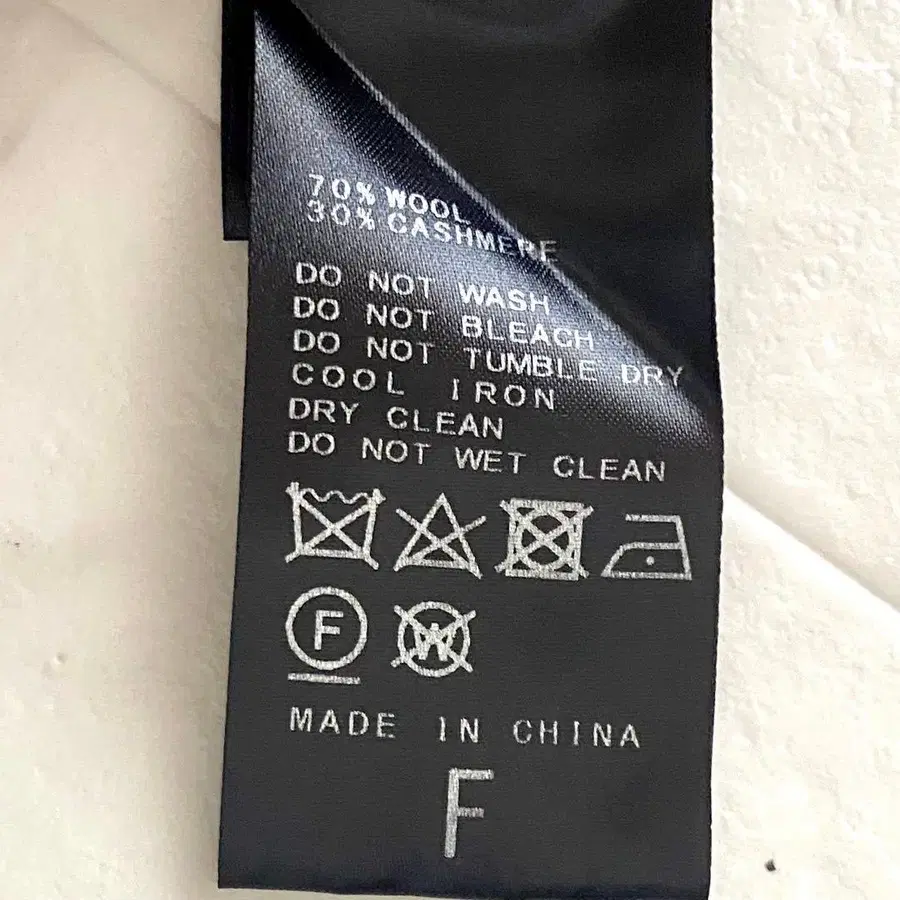 70% WOOL
30% CASHMERE
DO NOT WASH
DO NOT BLEACH
DO NOT TUMBLE DRY
COOL IRON
DRY CLEAN
DO NOT WET CLEAN
F W
MADE IN CHINA
F